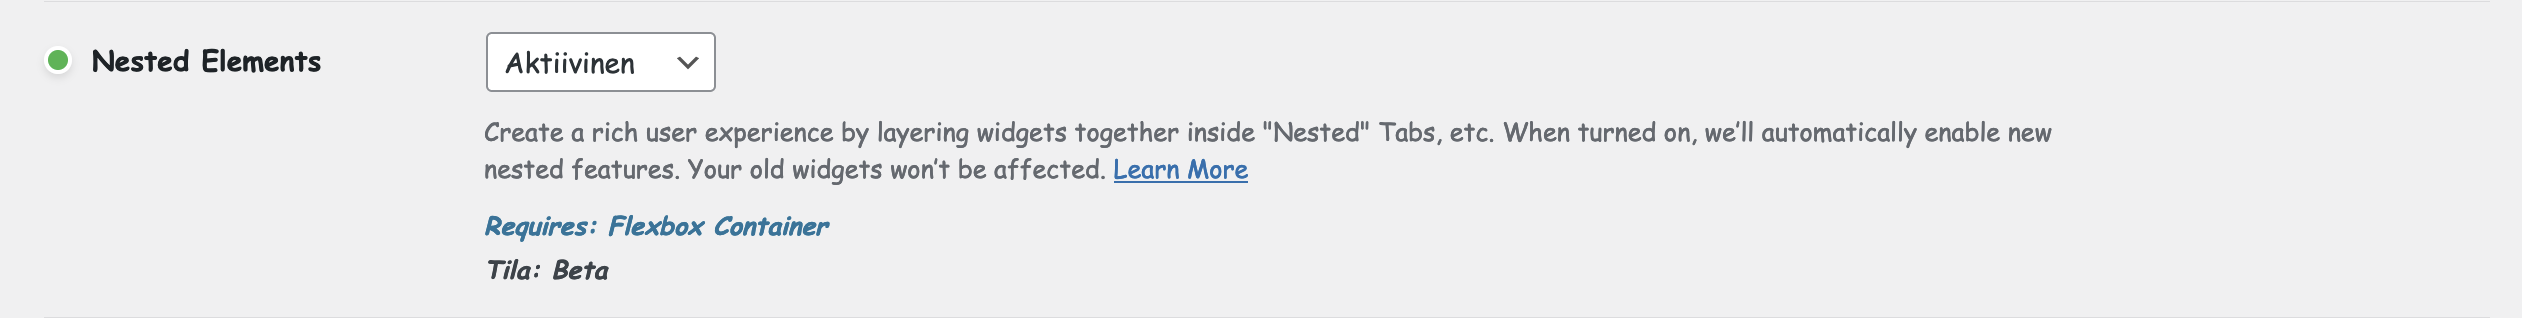 Nested Elements
Aktiivinen
Create a rich user experience by layering widgets together inside "Nested" Tabs, etc. When turned on, we’ll automatically enable new
nested features. Your old widgets won’t be affected. Learn More
Requires: Flexbox Container
Tila: Beta